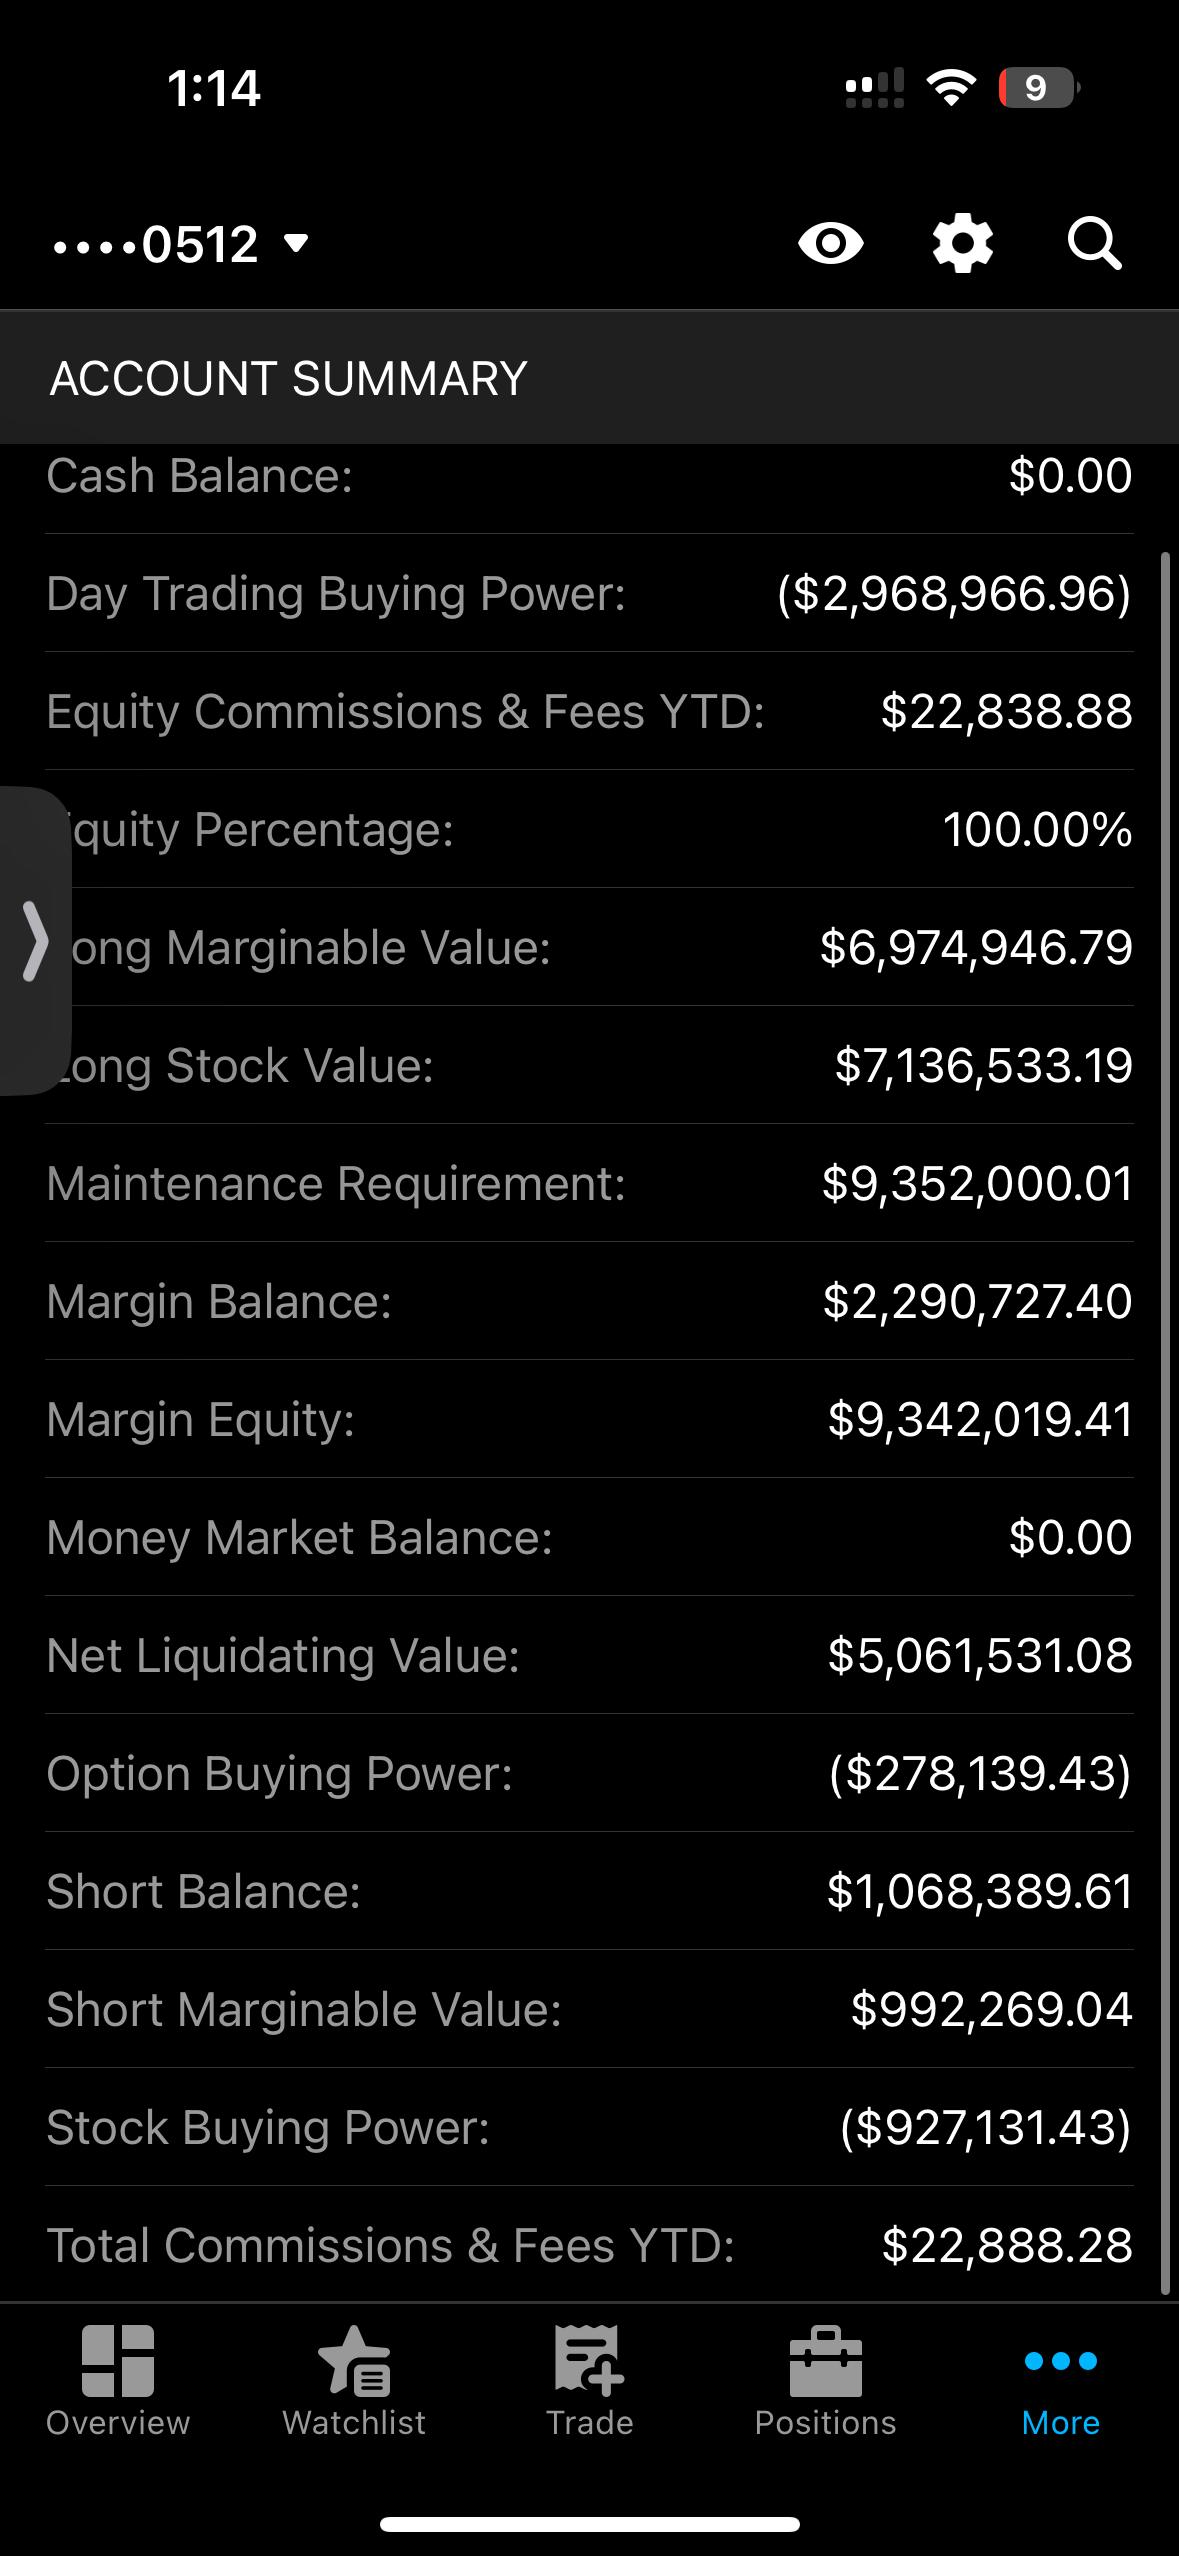 1:14
9
••••0512
ACCOUNT SUMMARY
Cash Balance: $0.00
Day Trading Buying Power: ($2,968,966.96)
Equity Commissions & Fees YTD: $22,838.88
quity Percentage: 100.00%
ong Marginable Value: $6,974,946.79
Long Stock Value: $7,136,533.19
Maintenance Requirement: $9,352,000.01
Margin Balance: $2,290,727.40
Margin Equity: $9,342,019.41
Money Market Balance: $0.00
Net Liquidating Value: $5,061,531.08
Option Buying Power: ($278,139.43)
Short Balance: $1,068,389.61
Short Marginable Value: $992,269.04
Stock Buying Power: ($927,131.43)
Total Commissions & Fees YTD: $22,888.28
Overview Watchlist Trade Positions More